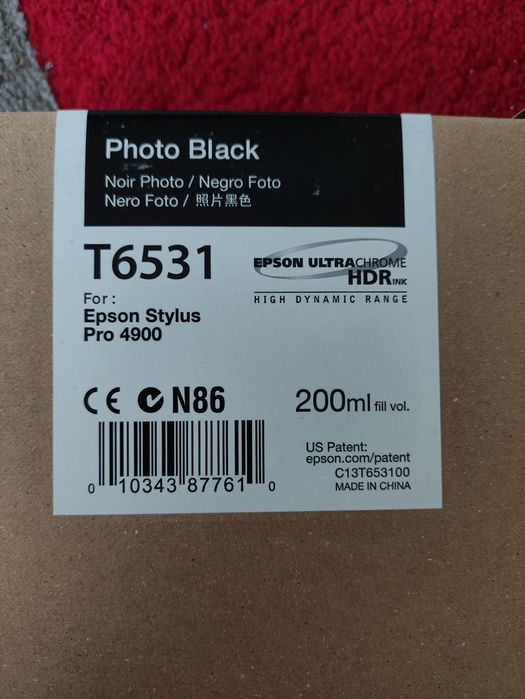 Photo Black
Noir Photo / Negro Foto
Nero Foto / 照片黑色
T6531
EPSON ULTRACHROME
HDR INK
HIGH DYNAMIC RANGE
For :
Epson Stylus
Pro 4900
CE N86
200ml fill vol.
US Patent:
epson.com/patent
C13T653100
MADE IN CHINA
0 10343 87761 0